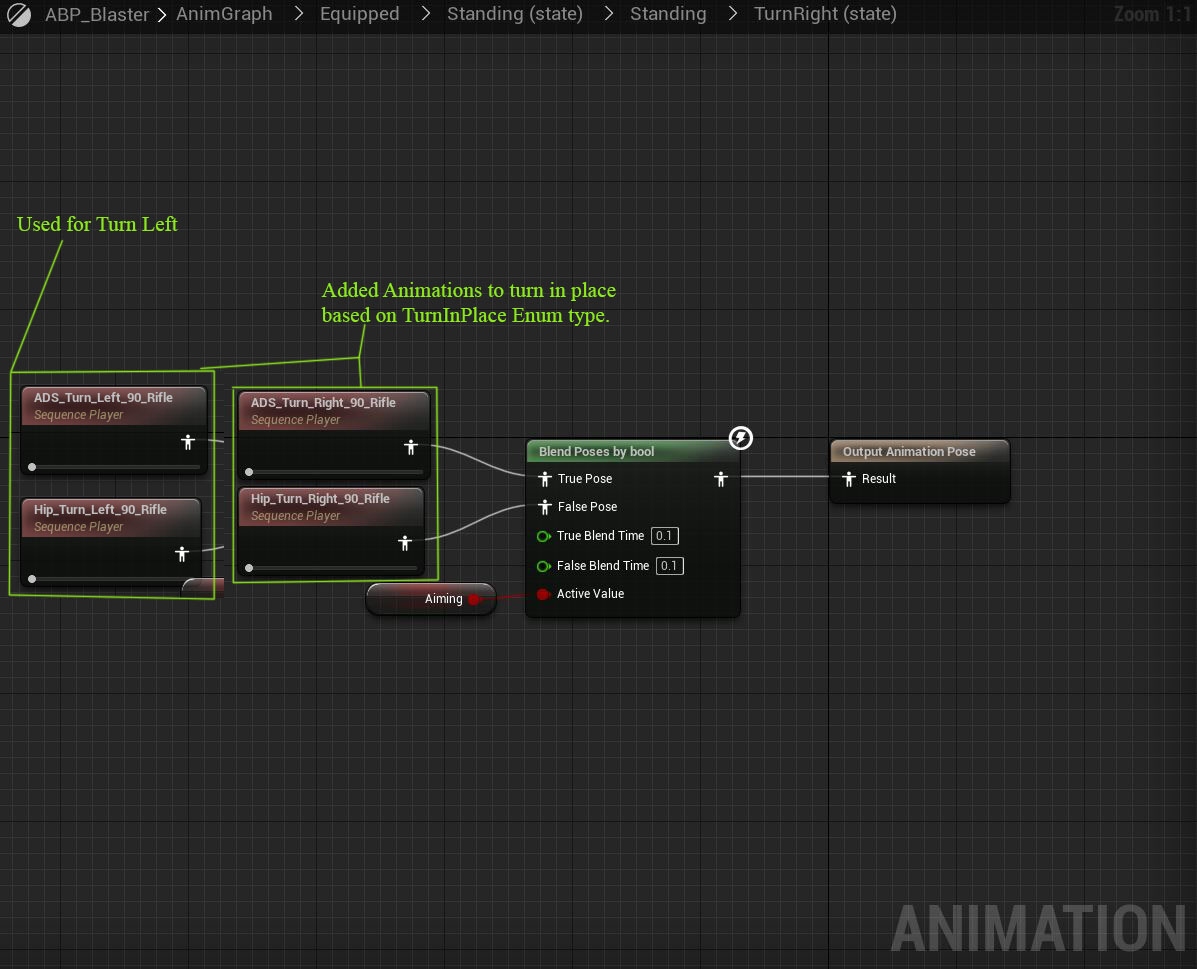 ABP_Blaster > AnimGraph > Equipped > Standing (state) > Standing > TurnRight (state)
Zoom 1:1
Used for Turn Left
Added Animations to turn in place
based on TurnInPlace Enum type.
ADS_Turn_Left_90_Rifle
Sequence Player
Hip_Turn_Left_90_Rifle
Sequence Player
ADS_Turn_Right_90_Rifle
Sequence Player
Hip_Turn_Right_90_Rifle
Sequence Player
Aiming
Blend Poses by bool
True Pose
False Pose
True Blend Time 0.1
False Blend Time 0.1
Active Value
Output Animation Pose
Result
ANIMATION